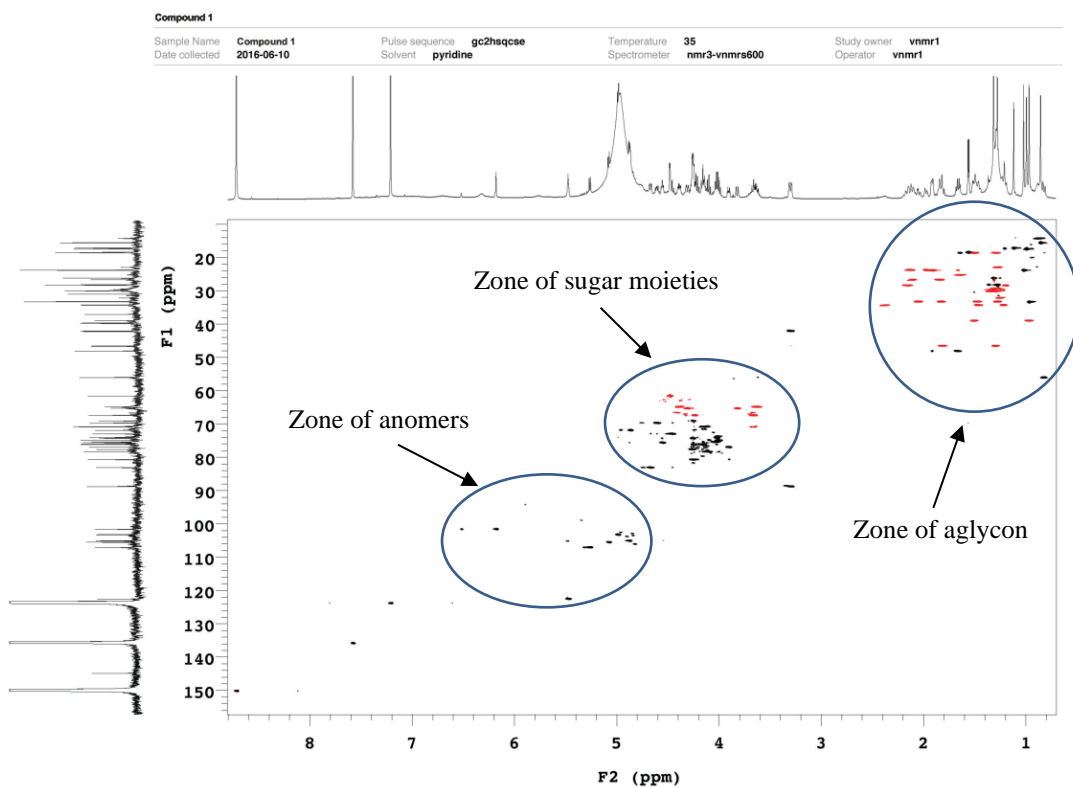 Compound 1
Sample Name Compound 1 Pulse sequence gc2hsqcse Temperature 35 Study owner vnmr1
Date collected 2016-06-10 Solvent pyridine Spectrometer nmr3-vnmrs600 Operator vnmr1
20
30
40
50
60
70
80
90
100
110
120
130
140
150
F1 (ppm)
Zone of sugar moieties
Zone of anomers
Zone of aglycon
8 7 6 5 4 3 2 1
F2 (ppm)